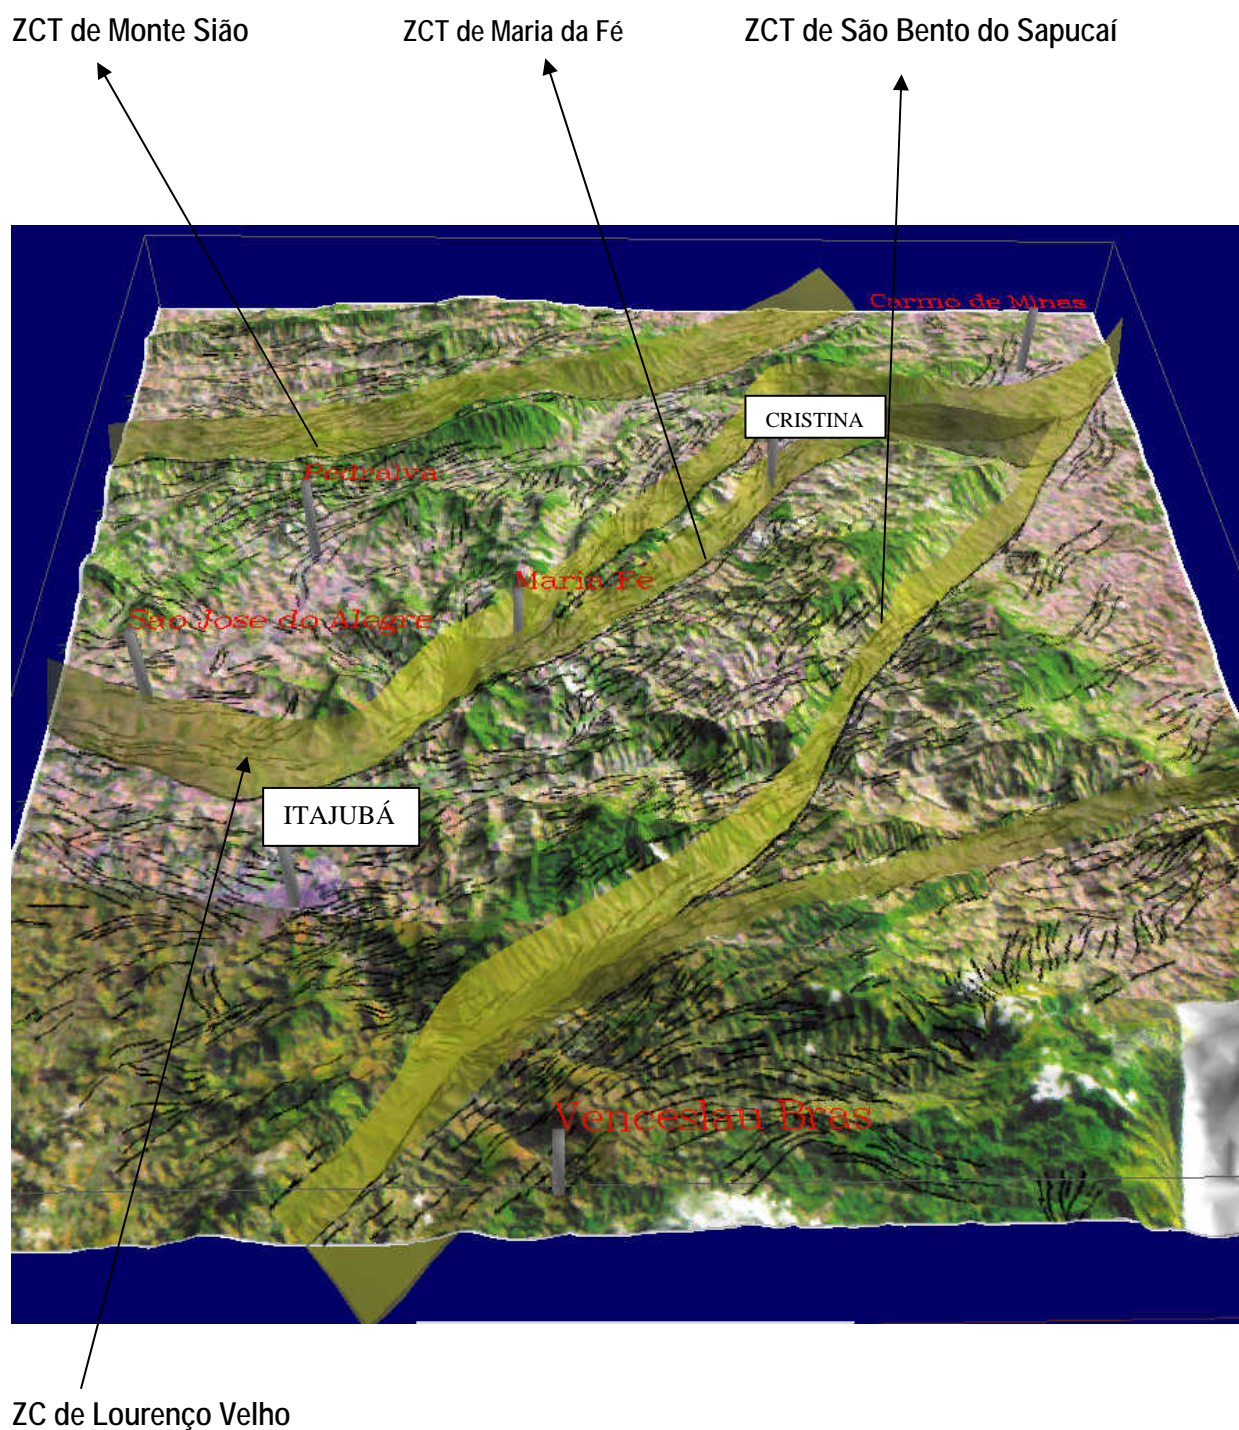 ZCT de Monte Sião
ZCT de Maria da Fé
ZCT de São Bento do Sapucaí
Carmo de Minas
CRISTINA
Pedralva
Maria Fe
Sao Jose do Alegre
ITAJUBÁ
Venceslau Bras
ZC de Lourenço Velho